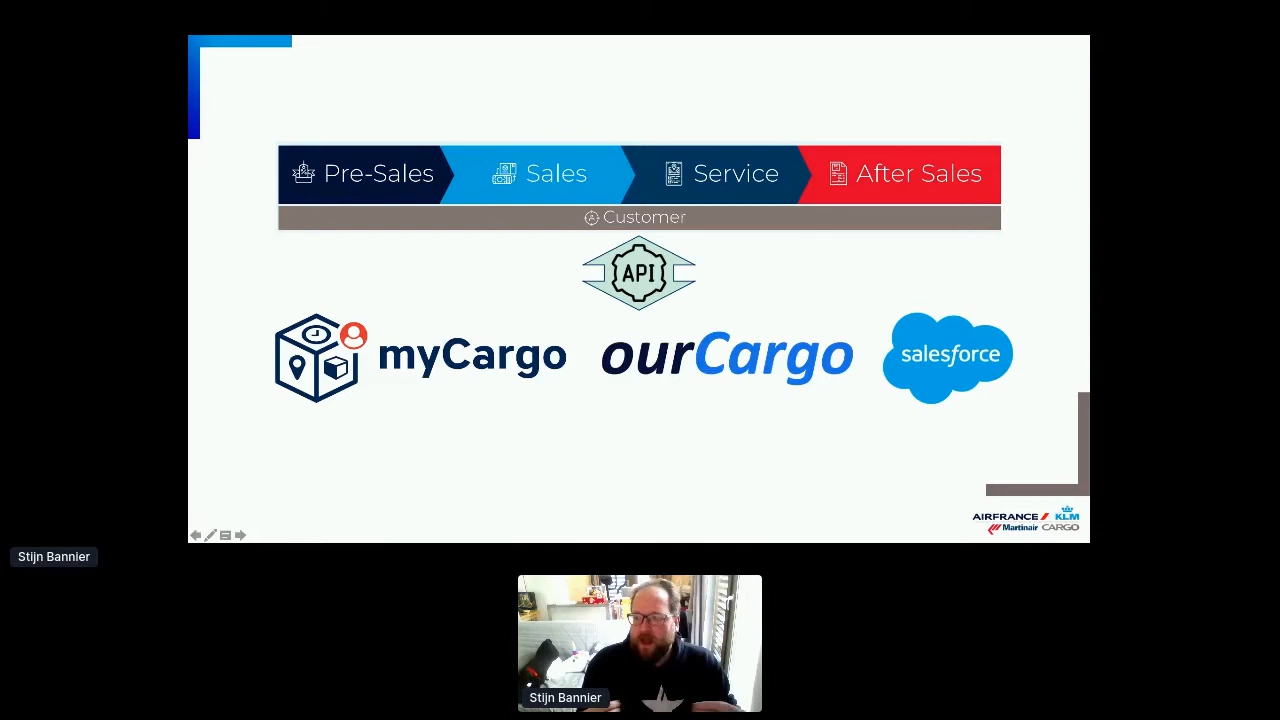 Pre-Sales
Sales
Service
After Sales
Customer
API
myCargo
ourCargo
salesforce
AIRFRANCE KLM
Martinair CARGO
Stijn Bannier
Stijn Bannier